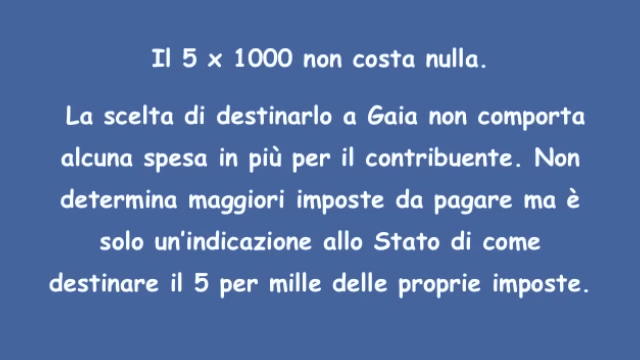 Il 5 x 1000 non costa nulla.
La scelta di destinarlo a Gaia non comporta
alcuna spesa in più per il contribuente. Non
determina maggiori imposte da pagare ma è
solo un'indicazione allo Stato di come
destinare il 5 per mille delle proprie imposte.